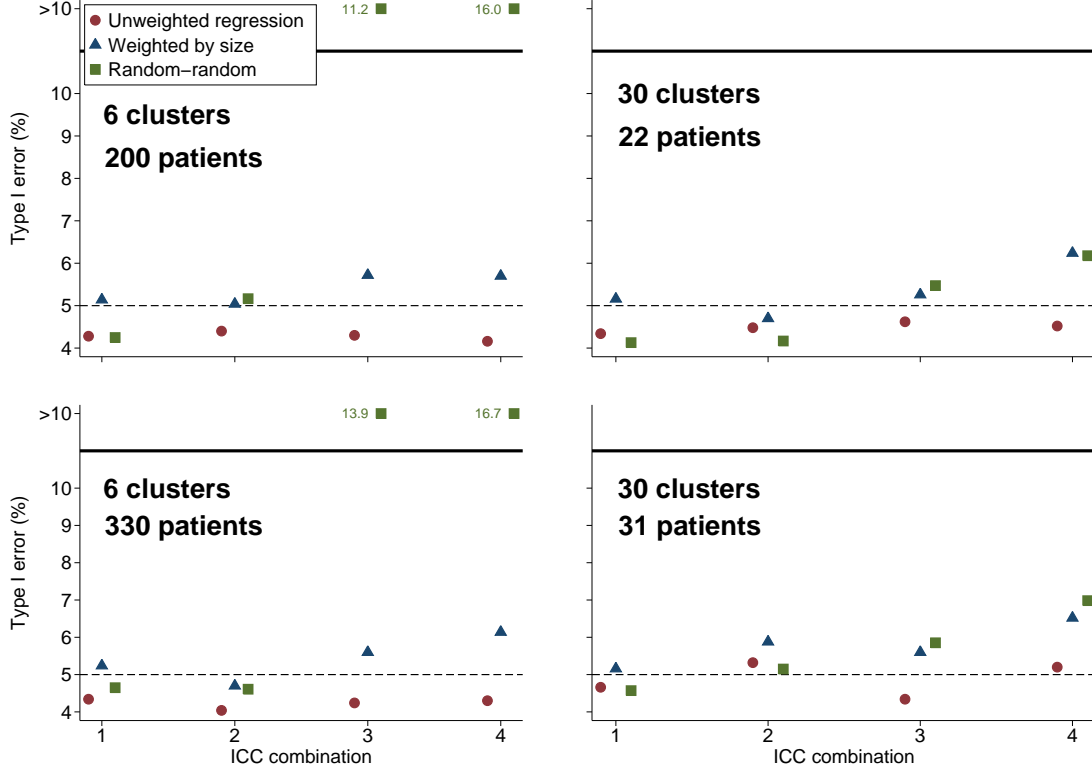 >10
11.2
16.0
Unweighted regression
Weighted by size
Random−random
10
9
8
7
6
5
4
Type I error (%)
6 clusters
200 patients
30 clusters
22 patients
>10
13.9
16.7
10
9
8
7
6
5
4
Type I error (%)
6 clusters
330 patients
30 clusters
31 patients
1 2 3 4
ICC combination
1 2 3 4
ICC combination